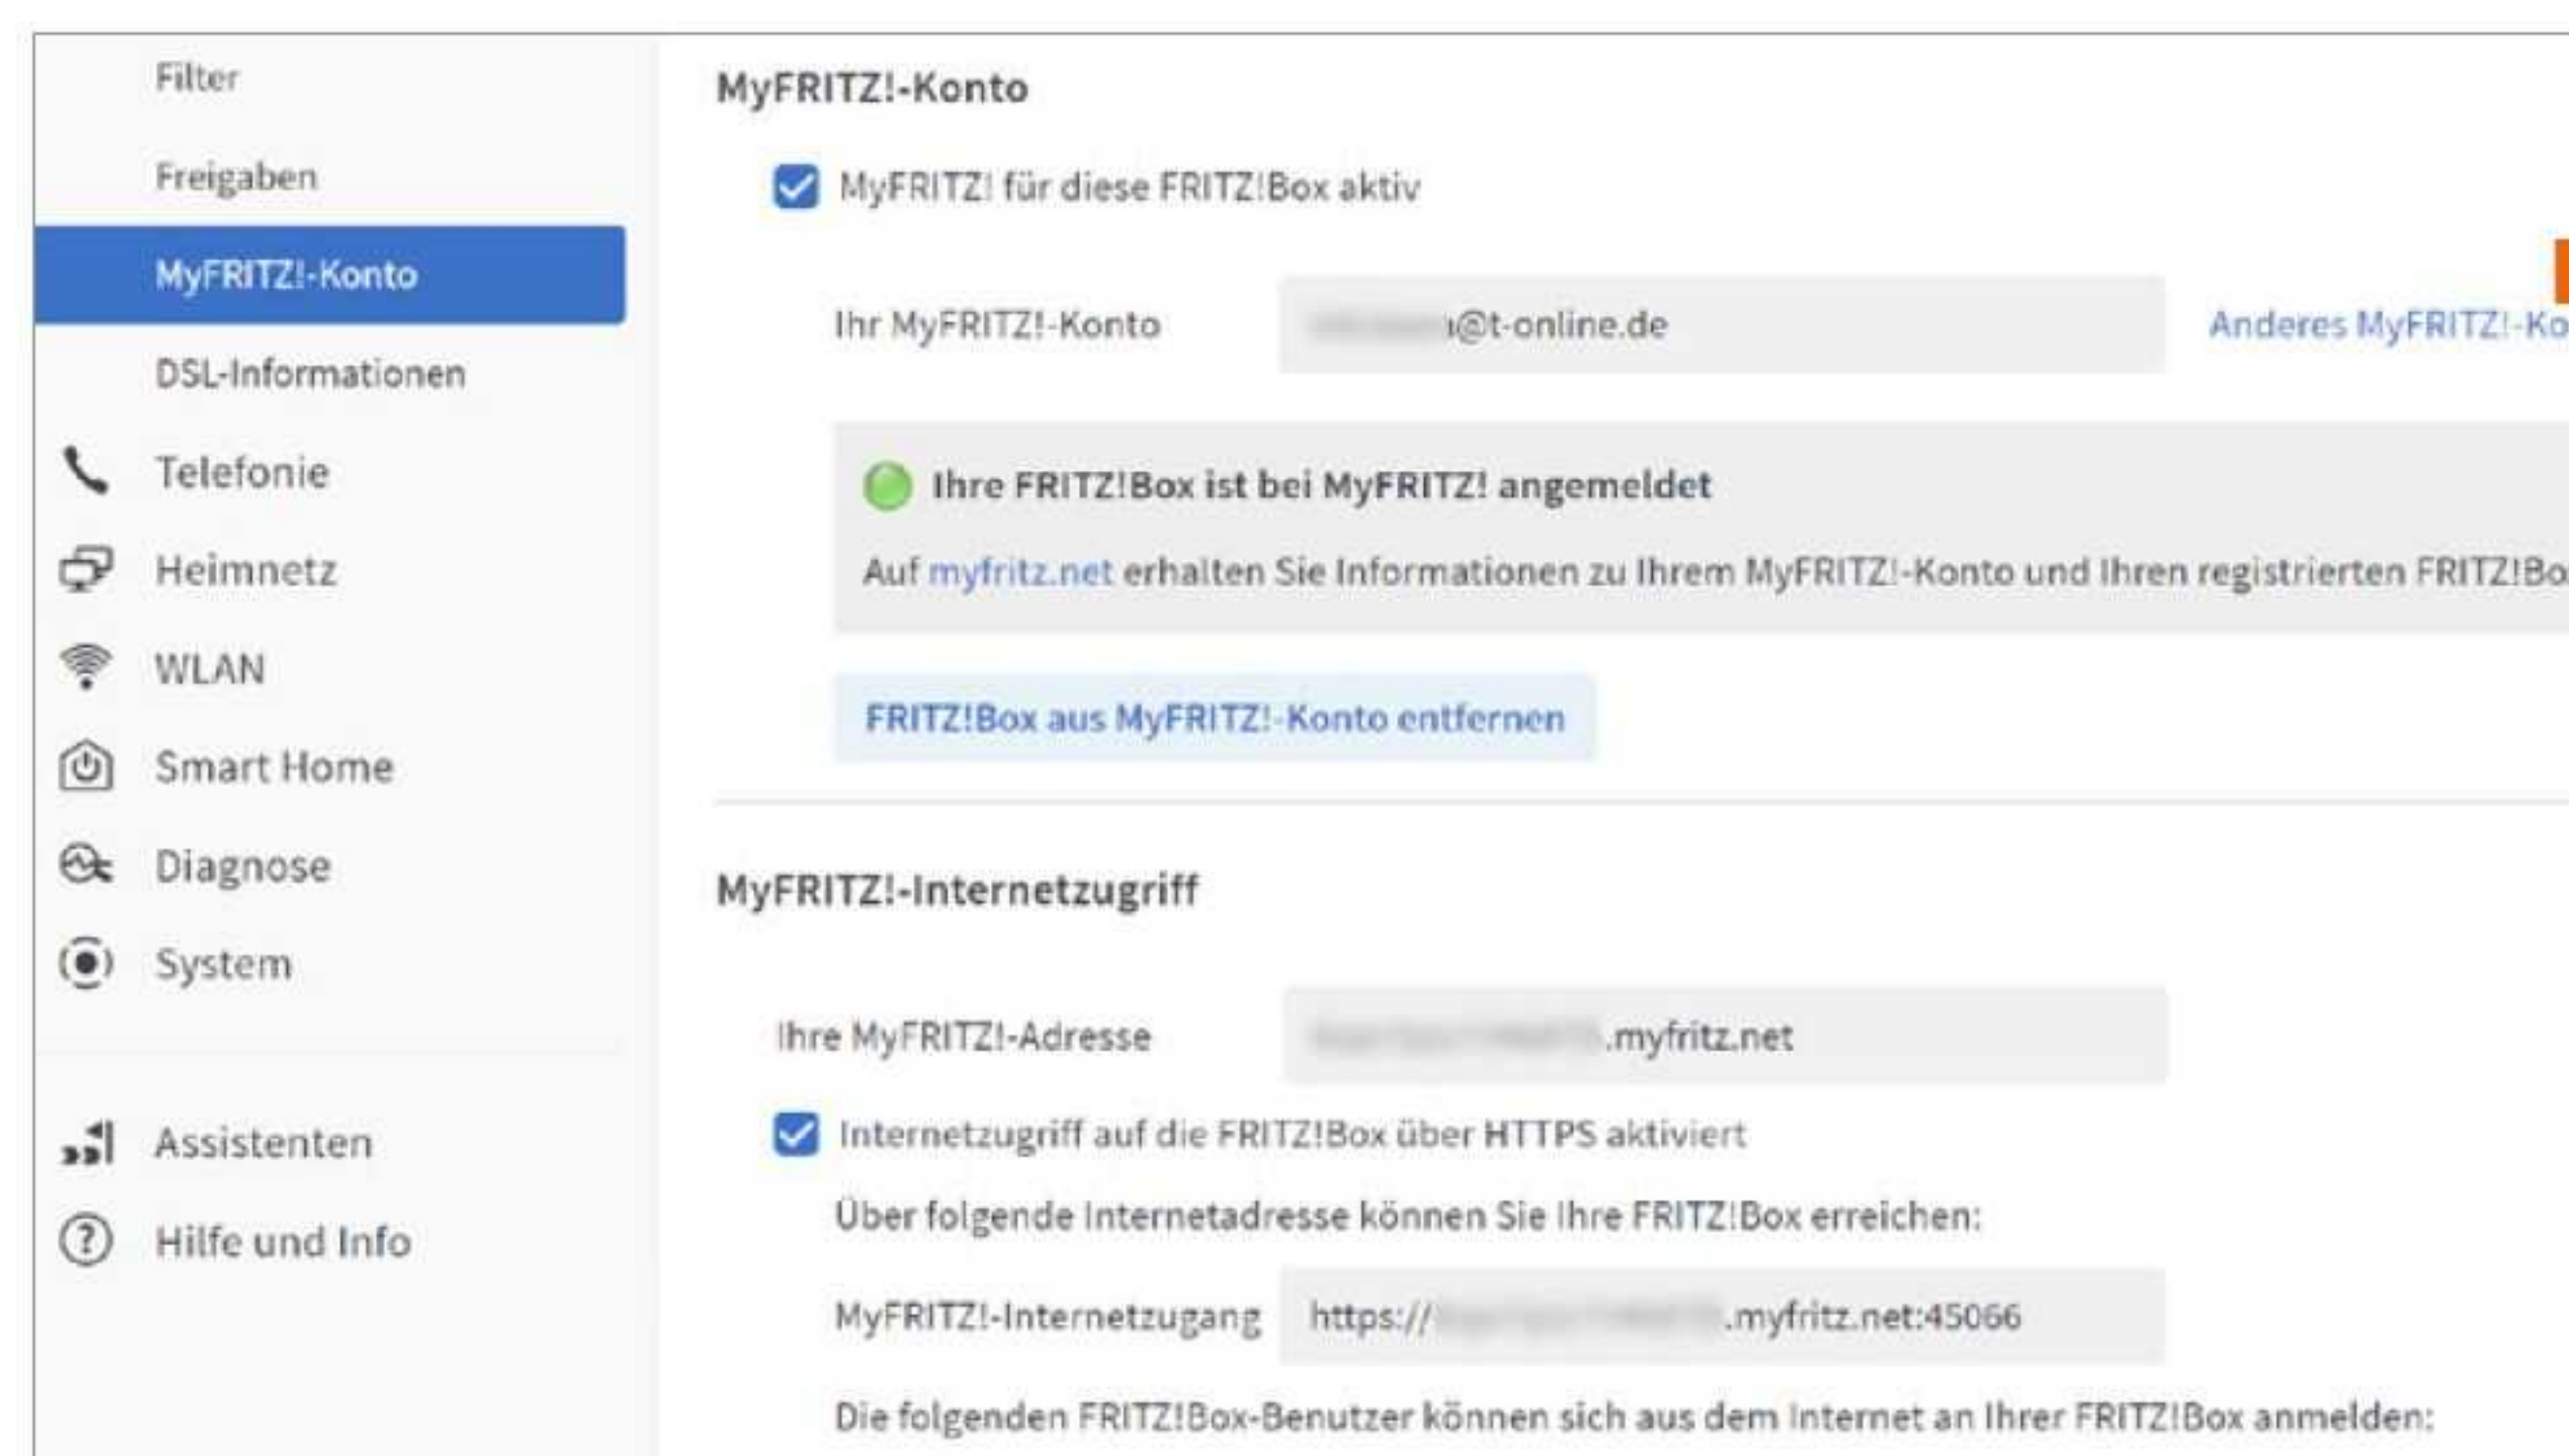 Filter
Freigaben
MyFRITZ!-Konto
DSL-Informationen
Telefonie
Heimnetz
WLAN
Smart Home
Diagnose
System
Assistenten
Hilfe und Info
MyFRITZ!-Konto
MyFRITZ! für diese FRITZ!Box aktiv
Ihr MyFRITZ!-Konto
@t-online.de
Anderes MyFRITZ!-Ko
Ihre FRITZ!Box ist bei MyFRITZ! angemeldet
Auf myfritz.net erhalten Sie Informationen zu Ihrem MyFRITZ!-Konto und Ihren registrierten FRITZ!Bo
FRITZ!Box aus MyFRITZ!-Konto entfernen
MyFRITZ!-Internetzugriff
Ihre MyFRITZ!-Adresse
.myfritz.net
Internetzugriff auf die FRITZ!Box über HTTPS aktiviert
Über folgende Internetadresse können Sie Ihre FRITZ!Box erreichen:
MyFRITZ!-Internetzugang
https:// .myfritz.net:45066
Die folgenden FRITZ!Box-Benutzer können sich aus dem Internet an Ihrer FRITZ!Box anmelden: